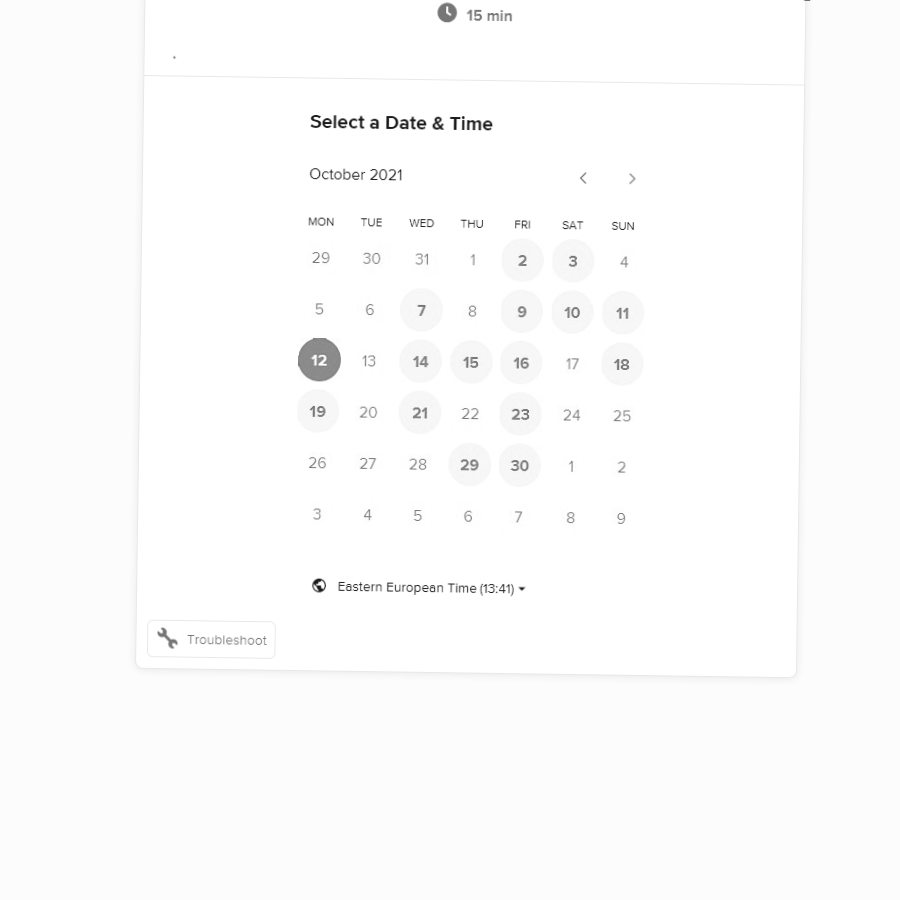 15 min
.
Select a Date & Time
October 2021
MON TUE WED THU FRI SAT SUN
29 30 31 1 2 3 4
5 6 7 8 9 10 11
12 13 14 15 16 17 18
19 20 21 22 23 24 25
26 27 28 29 30 1 2
3 4 5 6 7 8 9
Eastern European Time (13:41)
Troubleshoot